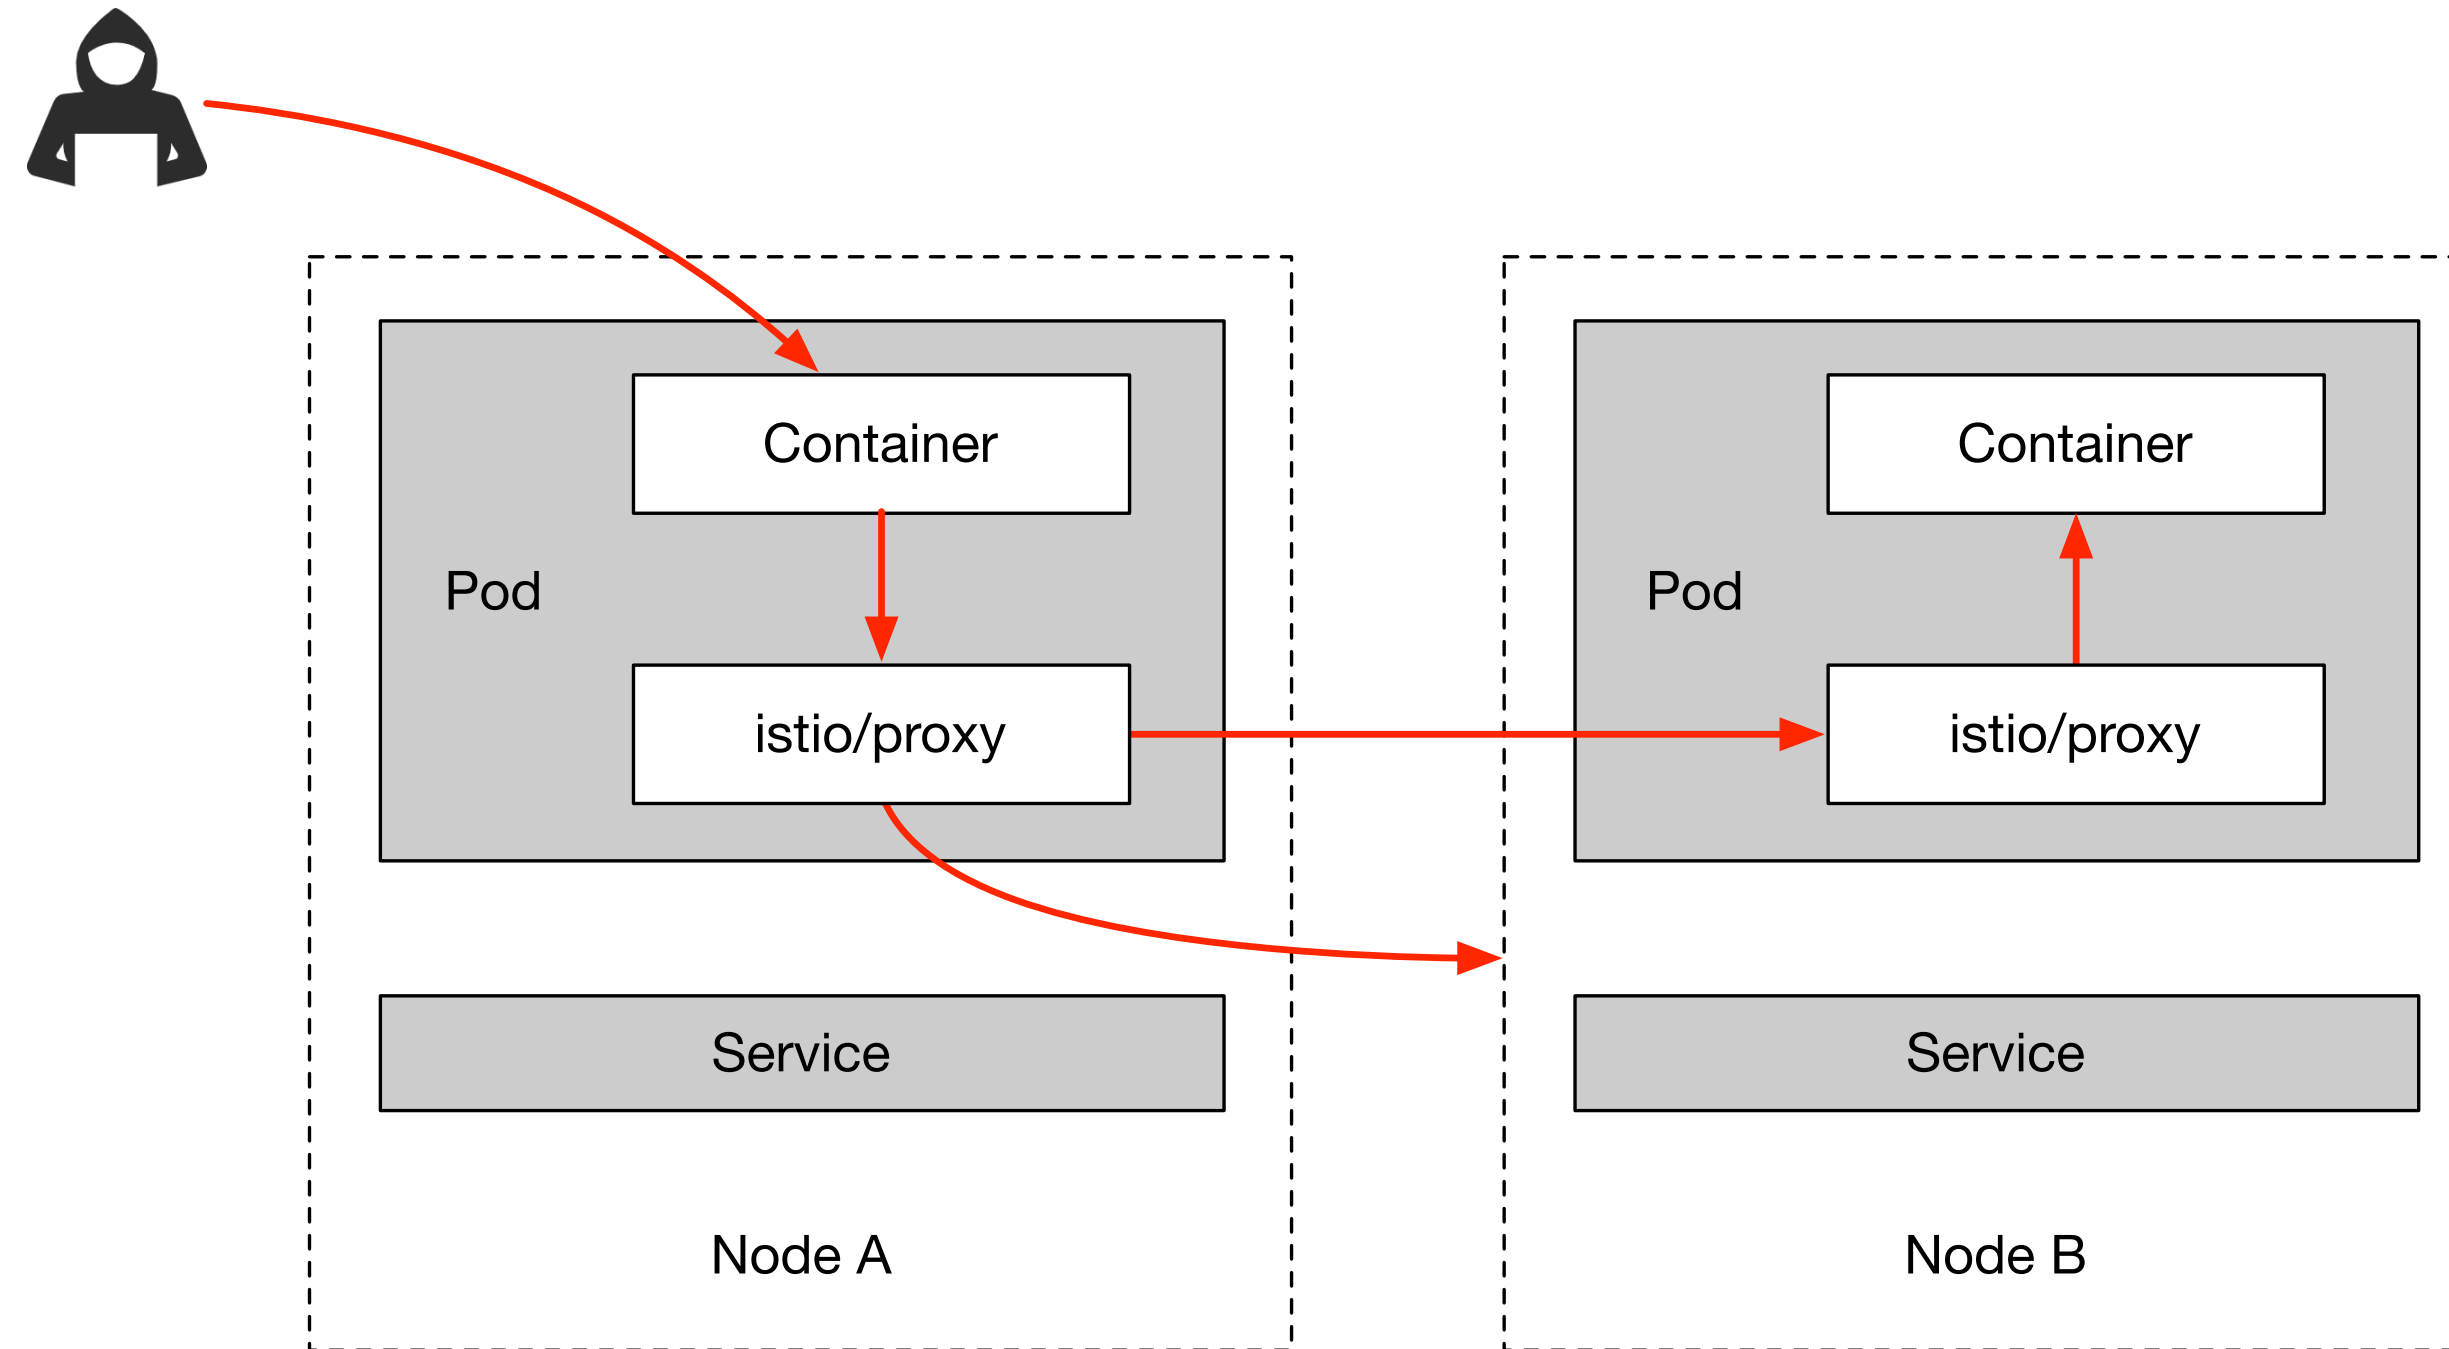 Container
Pod
istio/proxy
Service
Node A
Container
Pod
istio/proxy
Service
Node B